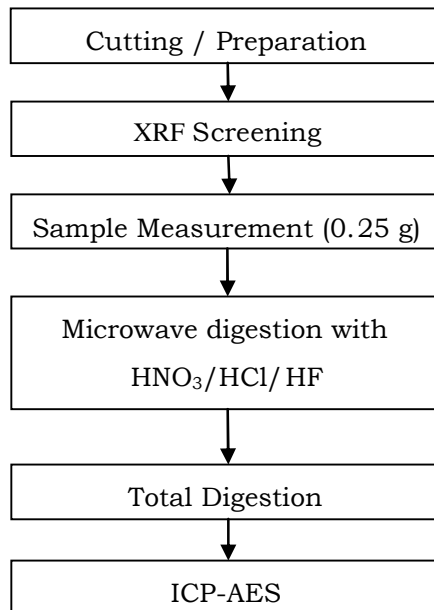 Cutting / Preparation
XRF Screening
Sample Measurement (0.25 g)
Microwave digestion with
HNO₃/HCl/HF
Total Digestion
ICP-AES